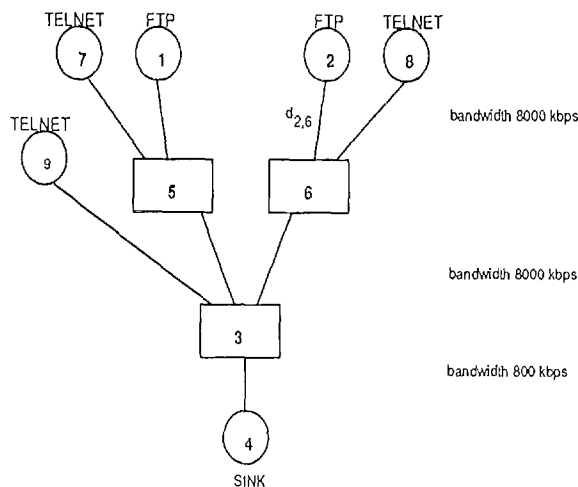 TELNET
FTP
FTP
TELNET
7
1
2
8
d2,6
bandwidth 8000 kbps
TELNET
9
5
6
bandwidth 8000 kbps
3
bandwidth 800 kbps
4
SINK